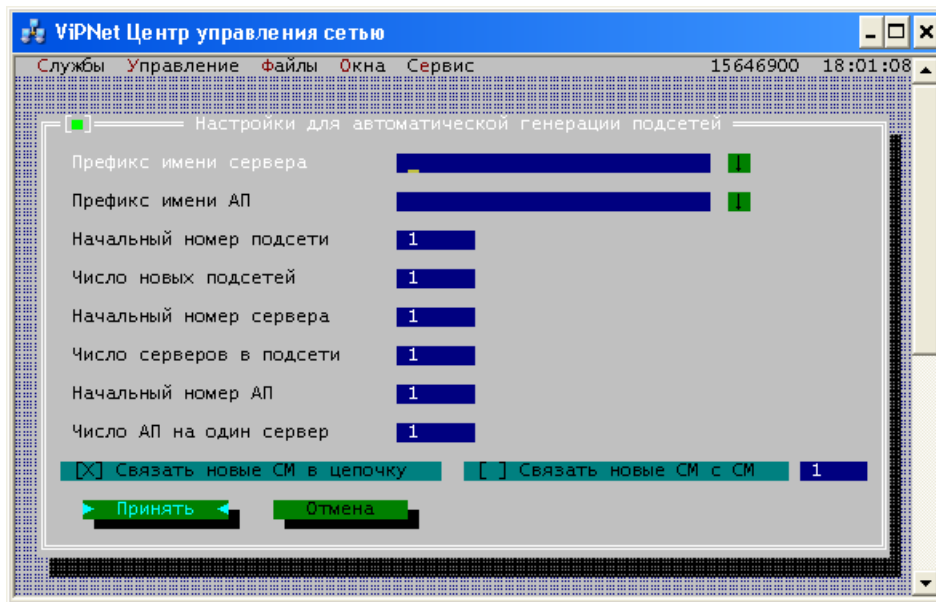 ViPNet Центр управления сетью
Службы Управление Файлы Окна Сервис 15646900 18:01:08
[■] Настройки для автоматической генерации подсетей
Префикс имени сервера ↓
Префикс имени АП ↓
Начальный номер подсети 1
Число новых подсетей 1
Начальный номер сервера 1
Число серверов в подсети 1
Начальный номер АП 1
Число АП на один сервер 1
[X] Связать новые СМ в цепочку [ ] Связать новые СМ с СМ 1
Принять Отмена